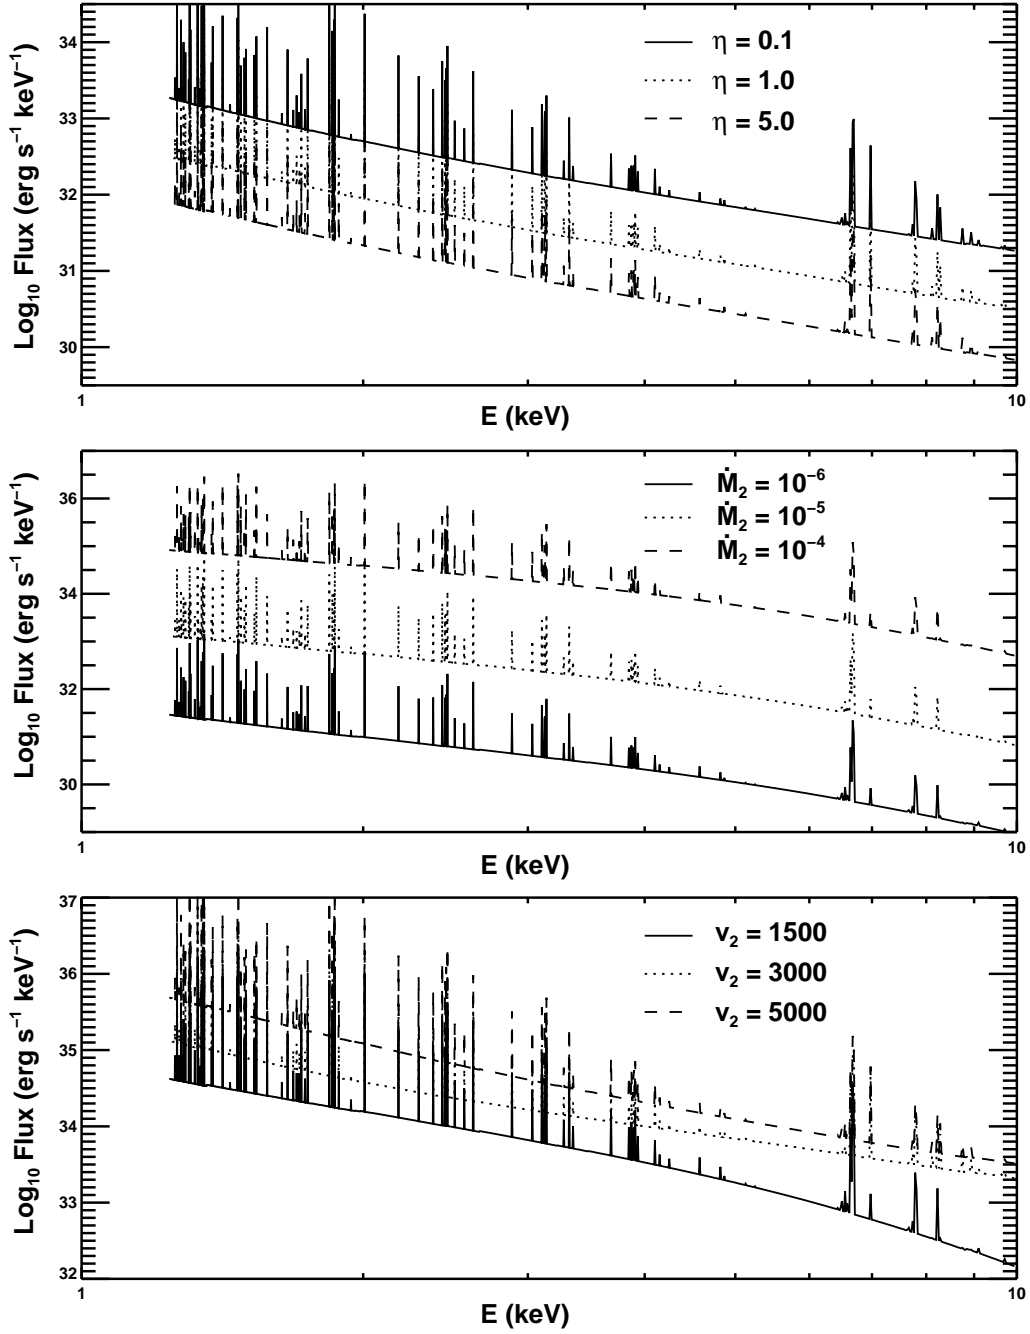 34
33
32
31
30
Log₁₀ Flux (erg s⁻¹ keV⁻¹)
η = 0.1
η = 1.0
η = 5.0
1
10
E (keV)
36
34
32
30
Log₁₀ Flux (erg s⁻¹ keV⁻¹)
Ṁ₂ = 10⁻⁶
Ṁ₂ = 10⁻⁵
Ṁ₂ = 10⁻⁴
1
10
E (keV)
37
36
35
34
33
32
Log₁₀ Flux (erg s⁻¹ keV⁻¹)
v₂ = 1500
v₂ = 3000
v₂ = 5000
1
10
E (keV)